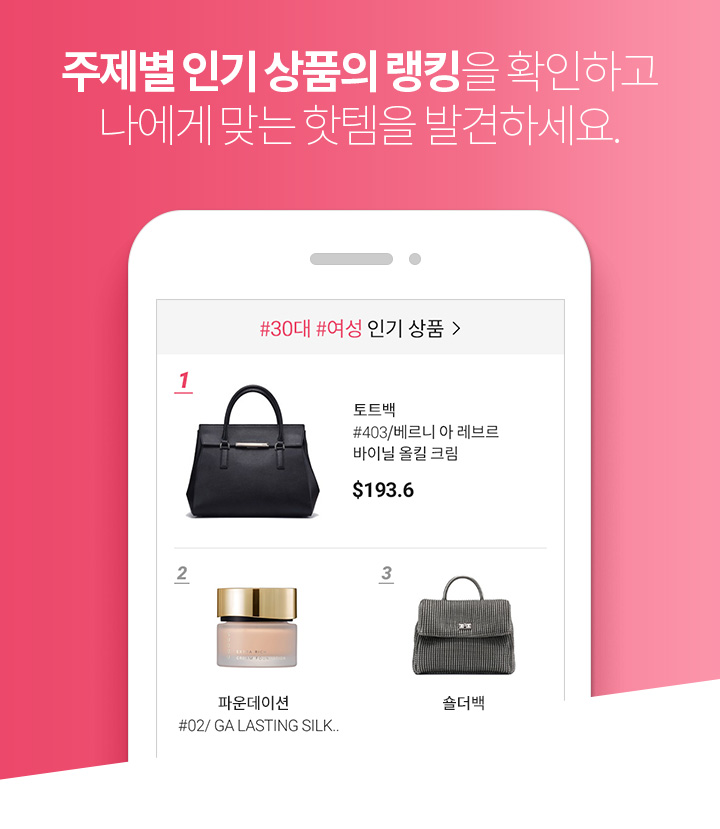 주제별 인기 상품의 랭킹을 확인하고
나에게 맞는 핫템을 발견하세요.
#30대 #여성 인기 상품 >
1
토트백
#403/베르니 아 레브르
바이닐 올킬 크림
$193.6
2
3
파운데이션
#02/ GA LASTING SILK..
숄더백